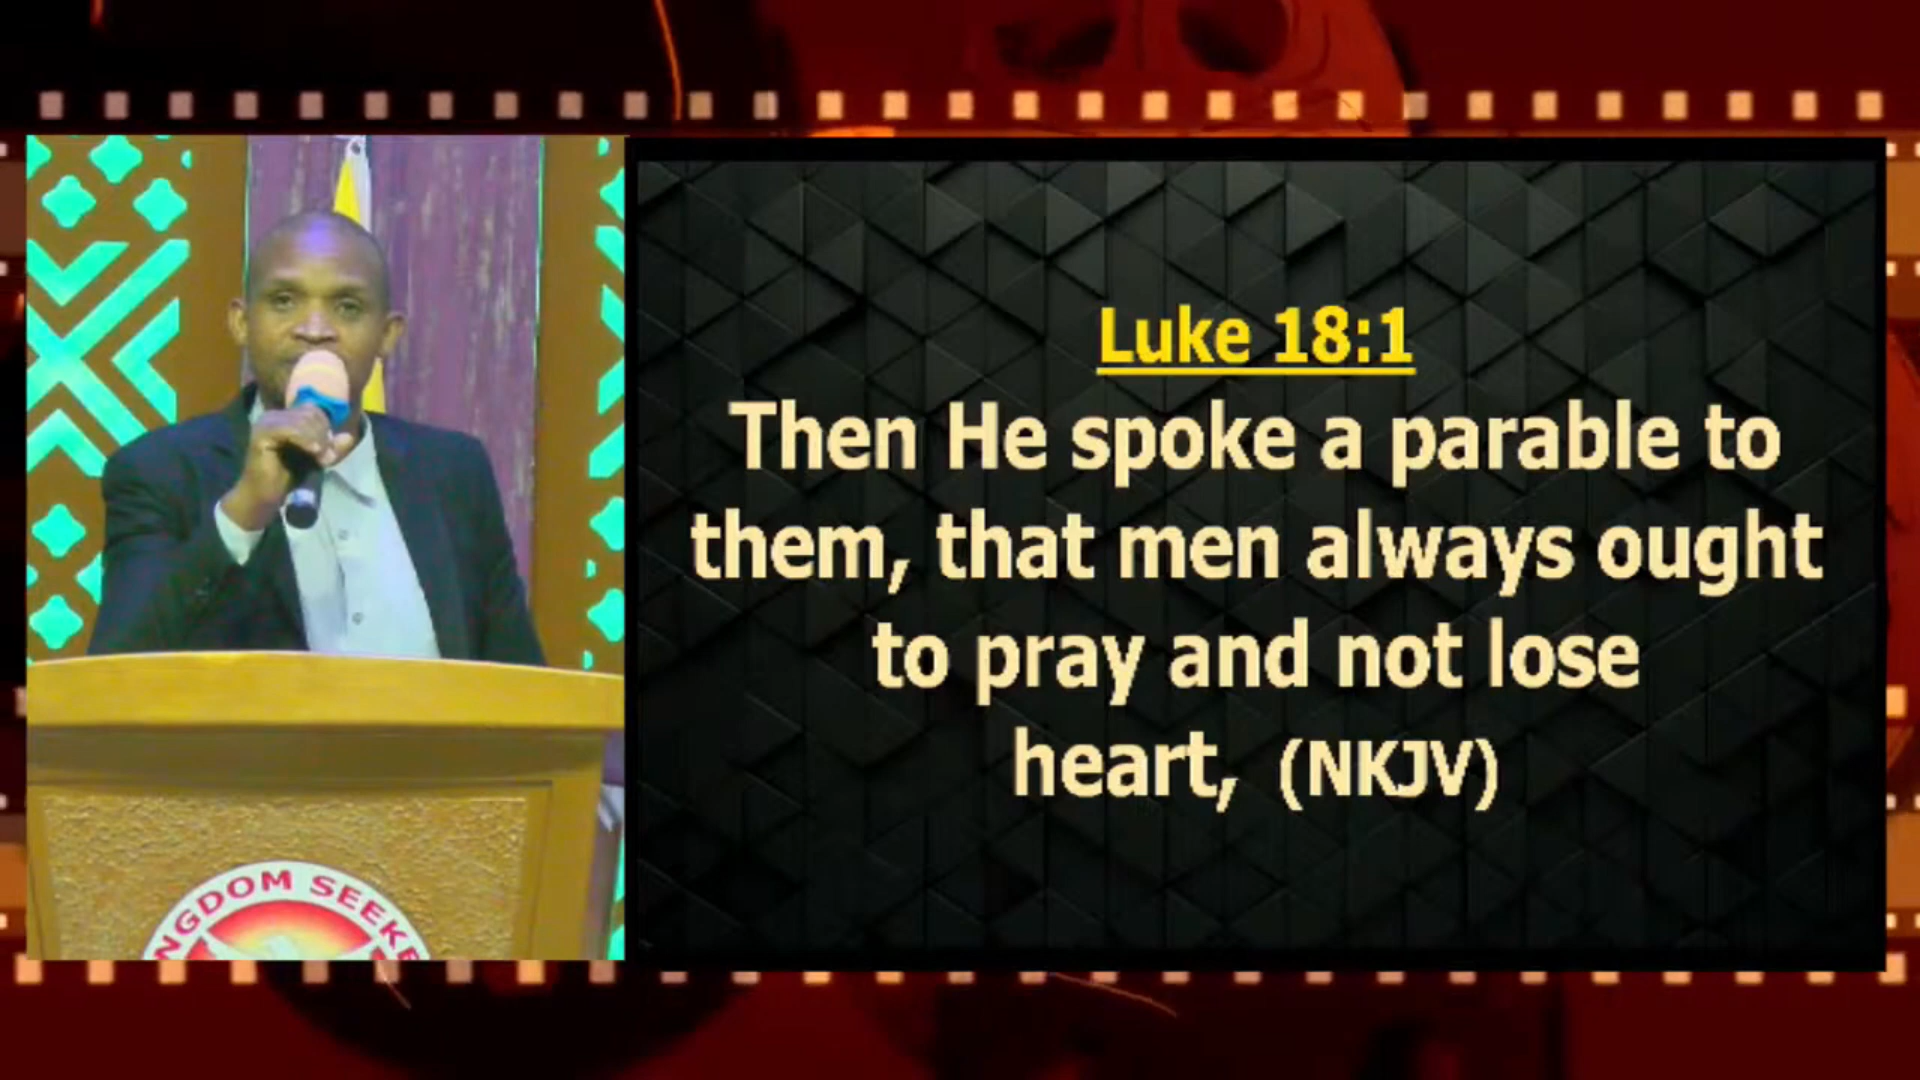 Luke 18:1
Then He spoke a parable to
them, that men always ought
to pray and not lose
heart, (NKJV)
NGDOM SEEKE